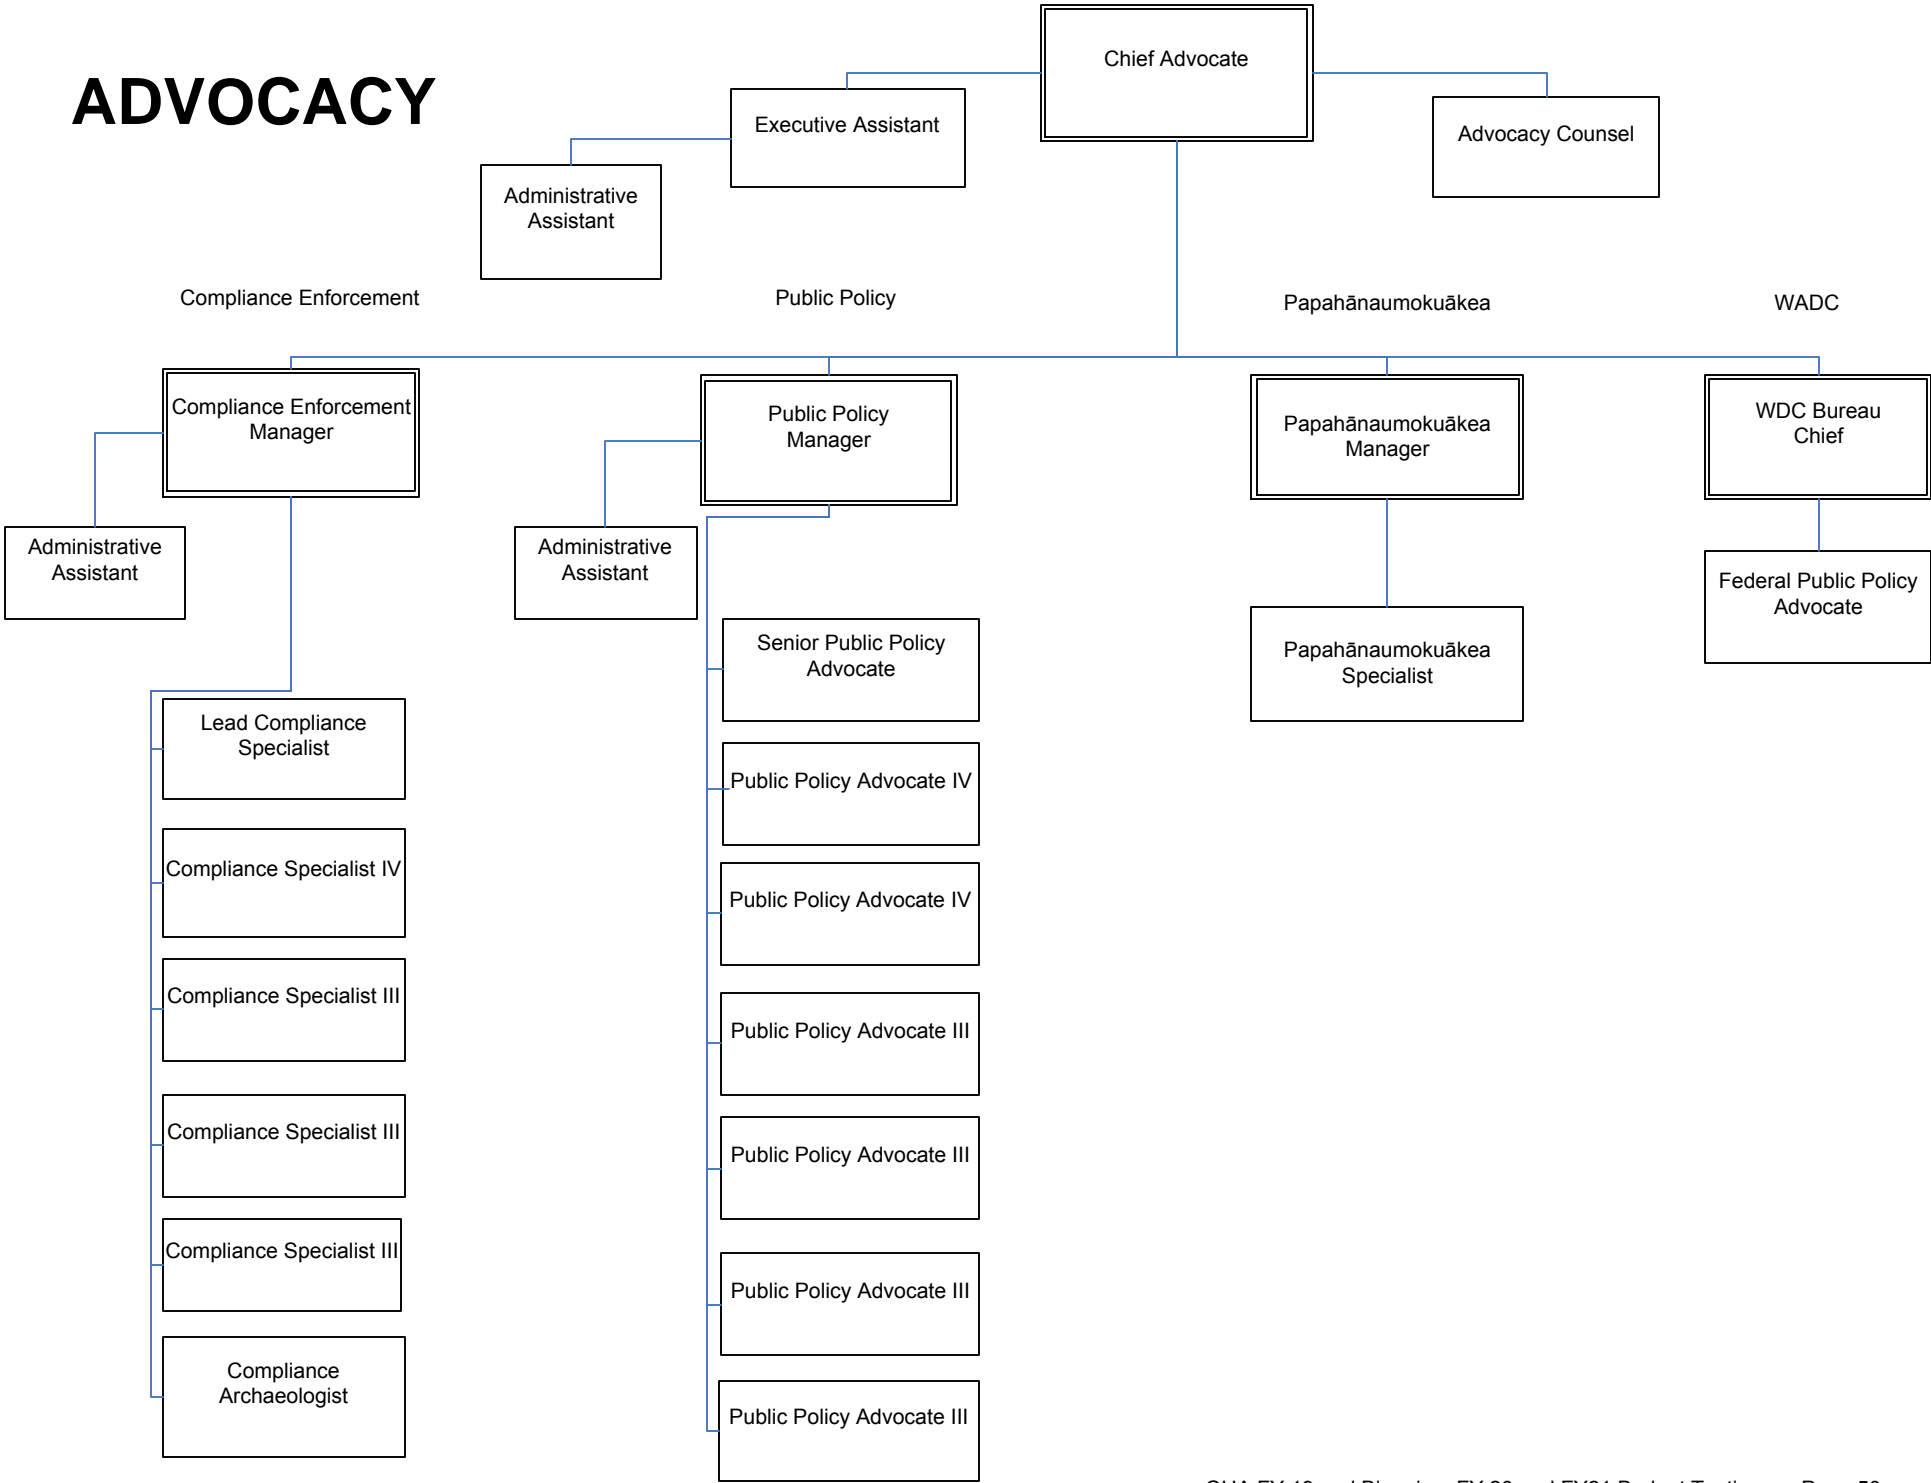 ADVOCACY
Chief Advocate
Executive Assistant
Advocacy Counsel
Administrative
Assistant
Compliance Enforcement
Public Policy
Papahānaumokuākea
WADC
Compliance Enforcement
Manager
Public Policy
Manager
Papahānaumokuākea
Manager
WDC Bureau
Chief
Administrative
Assistant
Administrative
Assistant
Federal Public Policy
Advocate
Senior Public Policy
Advocate
Papahānaumokuākea
Specialist
Lead Compliance
Specialist
Public Policy Advocate IV
Compliance Specialist IV
Public Policy Advocate IV
Compliance Specialist III
Public Policy Advocate III
Compliance Specialist III
Public Policy Advocate III
Compliance Specialist III
Public Policy Advocate III
Compliance
Archaeologist
Public Policy Advocate III